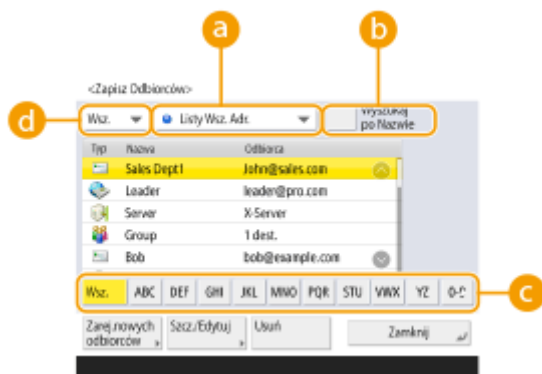 a
b
<Zapisz Odbiorców>
d
Wsz.
Listy Wsz. Adr.
Wyszukaj
po Nazwie
Typ Nazwa Odbiorca
Sales Dept1 John@sales.com
Leader leader@pro.com
Server X-Server
Group 1 dest.
Bob bob@example.com
Wsz. ABC DEF GHI JKL MNO PQR STU VWX YZ 0-9
c
Zarej.nowych
odbiorców
Szcz./Edytuj
Usuń
Zamknij